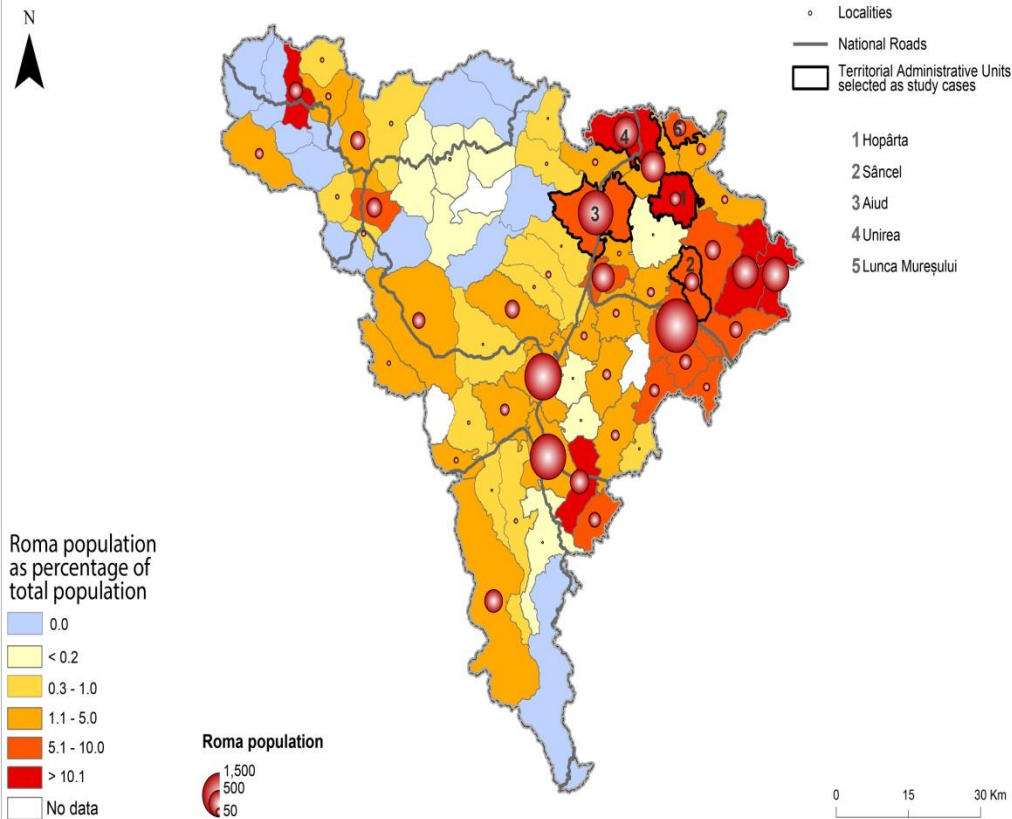 N
Localities
National Roads
Territorial Administrative Units
selected as study cases
1 Hopârta
2 Sâncel
3 Aiud
4 Unirea
5 Lunca Mureșului
4
5
1
3
2
Roma population
as percentage of
total population
0.0
< 0.2
0.3 - 1.0
1.1 - 5.0
5.1 - 10.0
> 10.1
No data
Roma population
1,500
500
50
0 15 30 Km